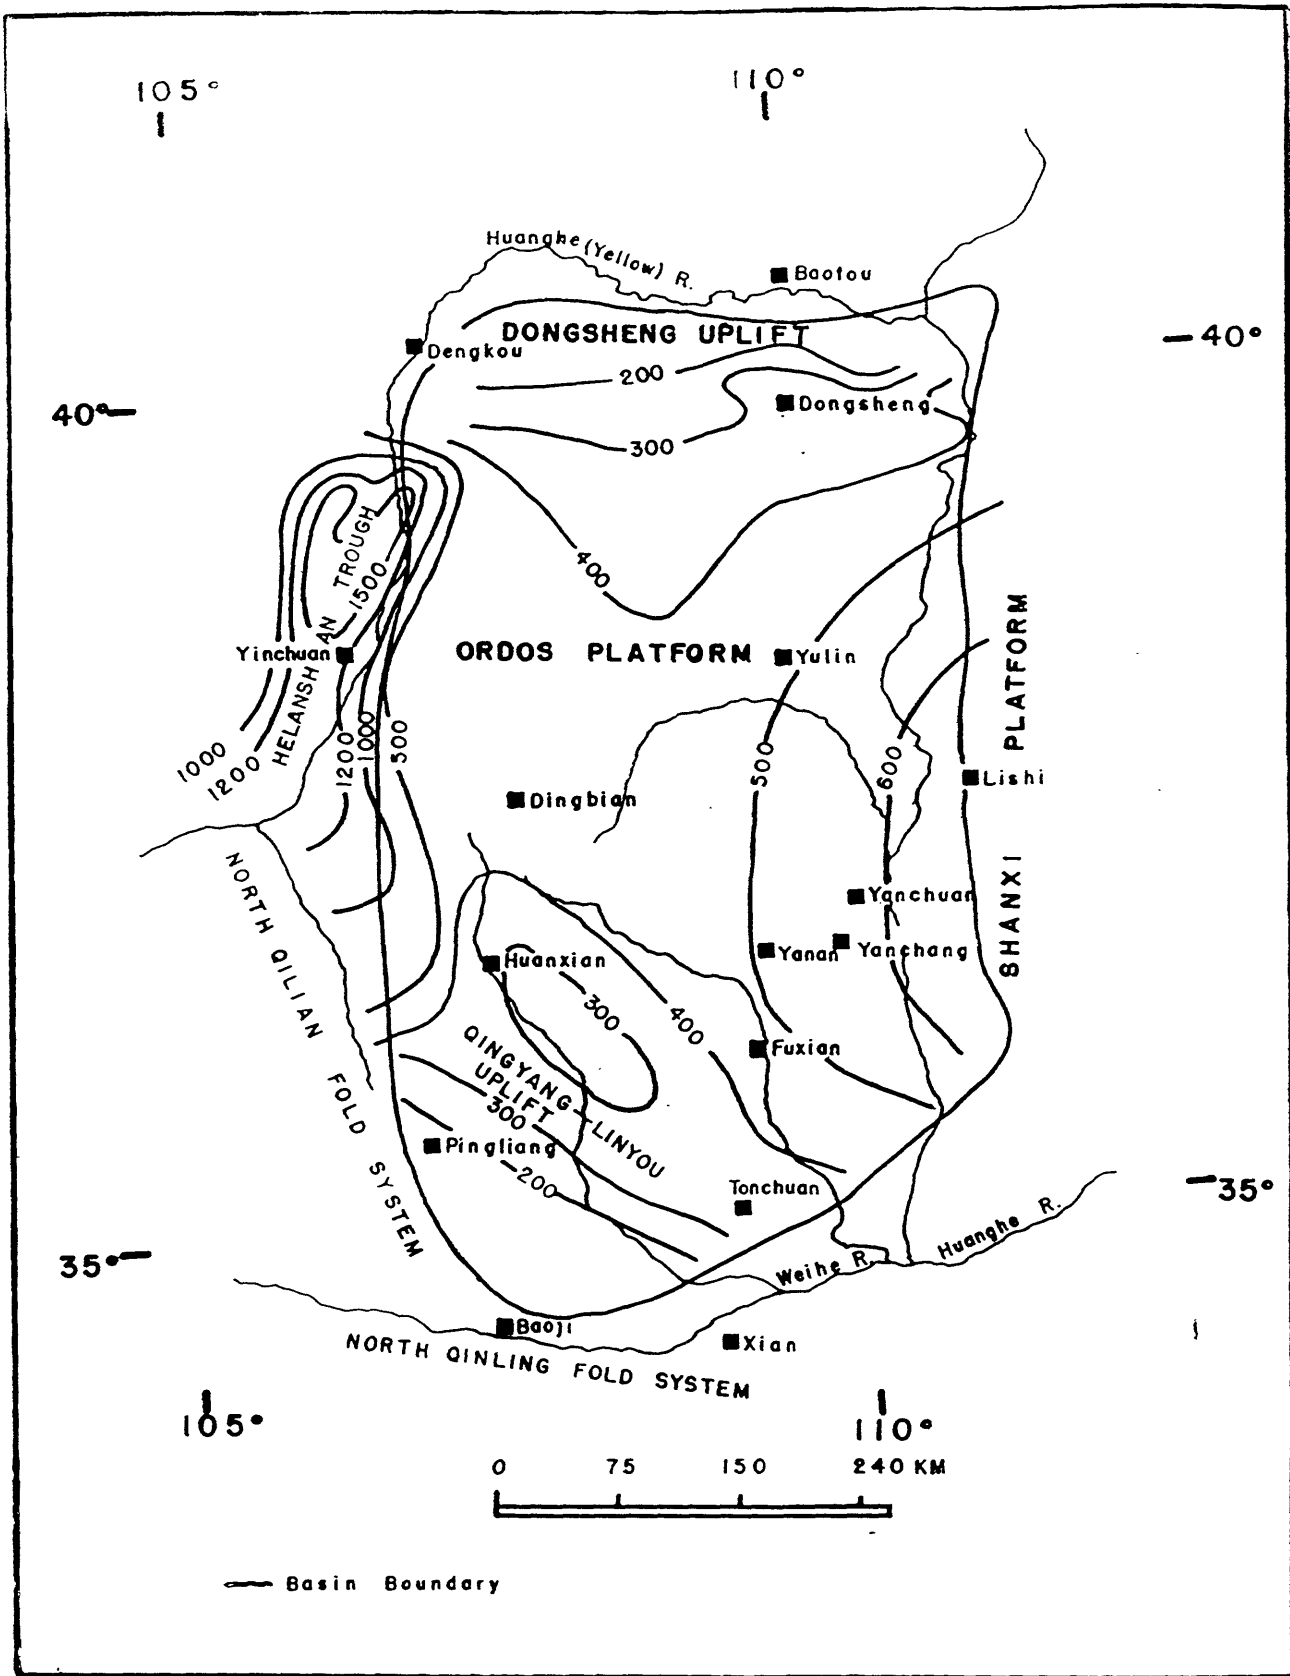 105°
110°
Huanghe (Yellow) R.
Baotou
DONGSHENG UPLIFT
40°
Dengkou
200
Dongsheng
40°
300
TROUGH
400
1500
HELANSHAN
Yinchuan
ORDOS PLATFORM
Yulin
SHANXI PLATFORM
1000
1200
1200
1000
500
500
600
Lishi
Dingbian
NORTH QILIAN FOLD SYSTEM
Yanchuan
Yanan
Yanchang
Huanxian
300
400
QINGYANG-LINYOU
UPLIFT
Fuxian
300
Pingliang
200
Tonchuan
35°
Huanghe R.
35°
Weihe R.
Baoji
Xian
NORTH QINLING FOLD SYSTEM
105°
110°
0 75 150 240 KM
Basin Boundary